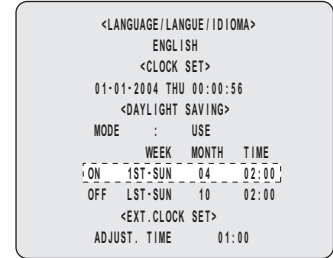 <LANGUAGE/LANGUE/IDIOMA>
ENGLISH
<CLOCK SET>
01-01-2004 THU 00:00:56
<DAYLIGHT SAVING>
MODE : USE
WEEK MONTH TIME
ON 1ST-SUN 04 02:00
OFF LST-SUN 10 02:00
<EXT.CLOCK SET>
ADJUST. TIME 01:00